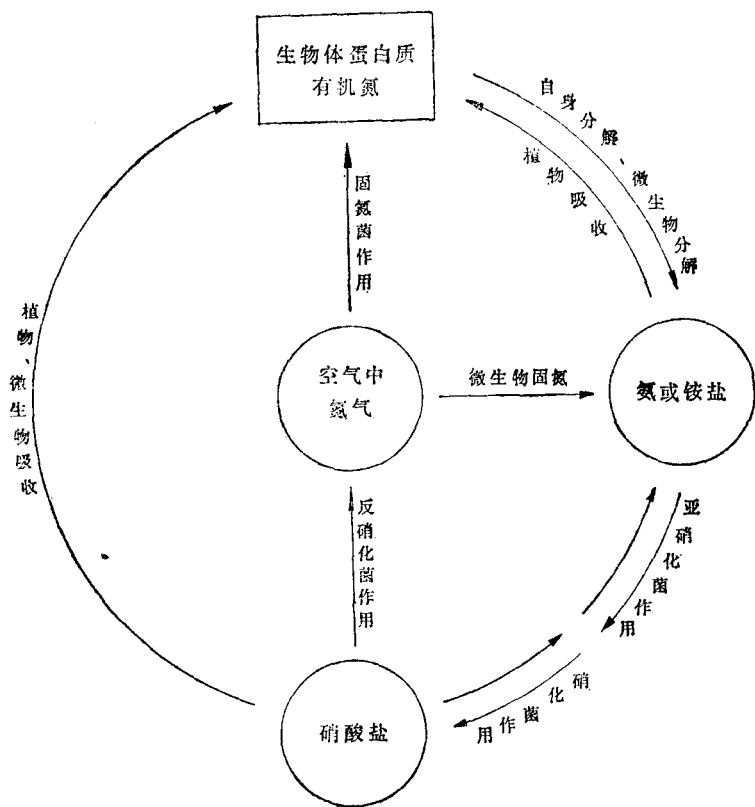 生物体蛋白质
有机氮
自身分解、微生物分解
植物吸收
固氮菌作用
植物、微生物吸收
空气中
氮气
微生物固氮
氨或铵盐
反硝化菌作用
亚硝化菌作用
硝化菌作用
硝酸盐